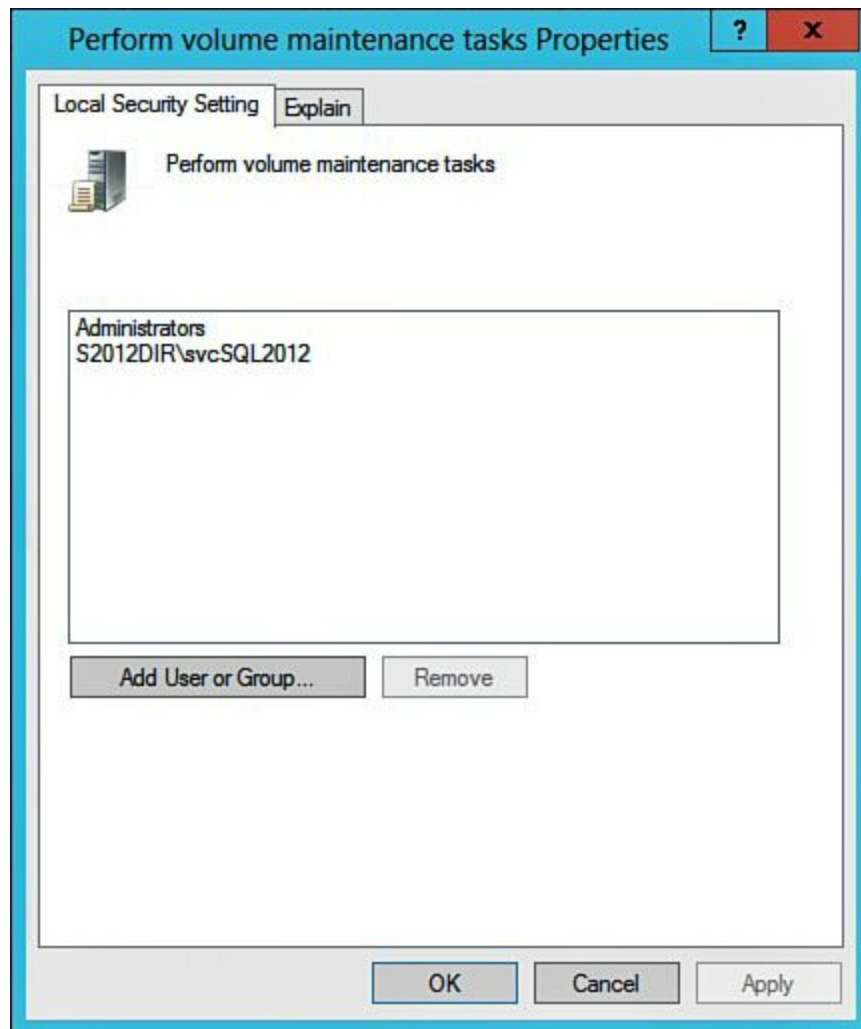 Perform volume maintenance tasks Properties
?
x
Local Security Setting
Explain
Perform volume maintenance tasks
Administrators
S2012DIR\svcSQL2012
Add User or Group...
Remove
OK
Cancel
Apply